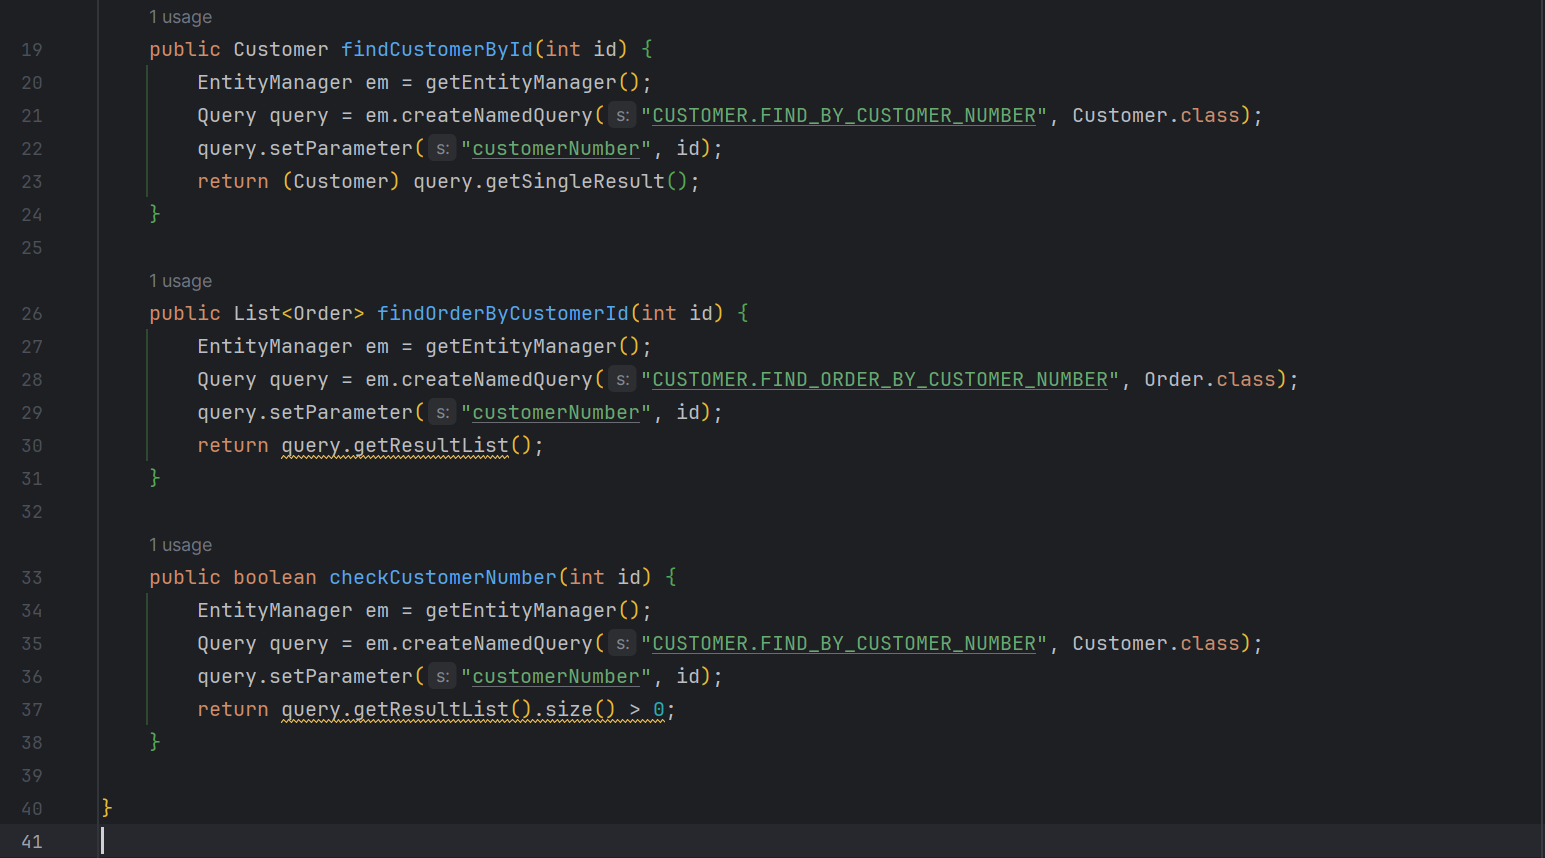 1 usage
19 public Customer findCustomerById(int id) {
20 EntityManager em = getEntityManager();
21 Query query = em.createNamedQuery( s: "CUSTOMER.FIND_BY_CUSTOMER_NUMBER", Customer.class);
22 query.setParameter( s: "customerNumber", id);
23 return (Customer) query.getSingleResult();
24 }
25
1 usage
26 public List<Order> findOrderByCustomerId(int id) {
27 EntityManager em = getEntityManager();
28 Query query = em.createNamedQuery( s: "CUSTOMER.FIND_ORDER_BY_CUSTOMER_NUMBER", Order.class);
29 query.setParameter( s: "customerNumber", id);
30 return query.getResultList();
31 }
32
1 usage
33 public boolean checkCustomerNumber(int id) {
34 EntityManager em = getEntityManager();
35 Query query = em.createNamedQuery( s: "CUSTOMER.FIND_BY_CUSTOMER_NUMBER", Customer.class);
36 query.setParameter( s: "customerNumber", id);
37 return query.getResultList().size() > 0;
38 }
39
40 }
41